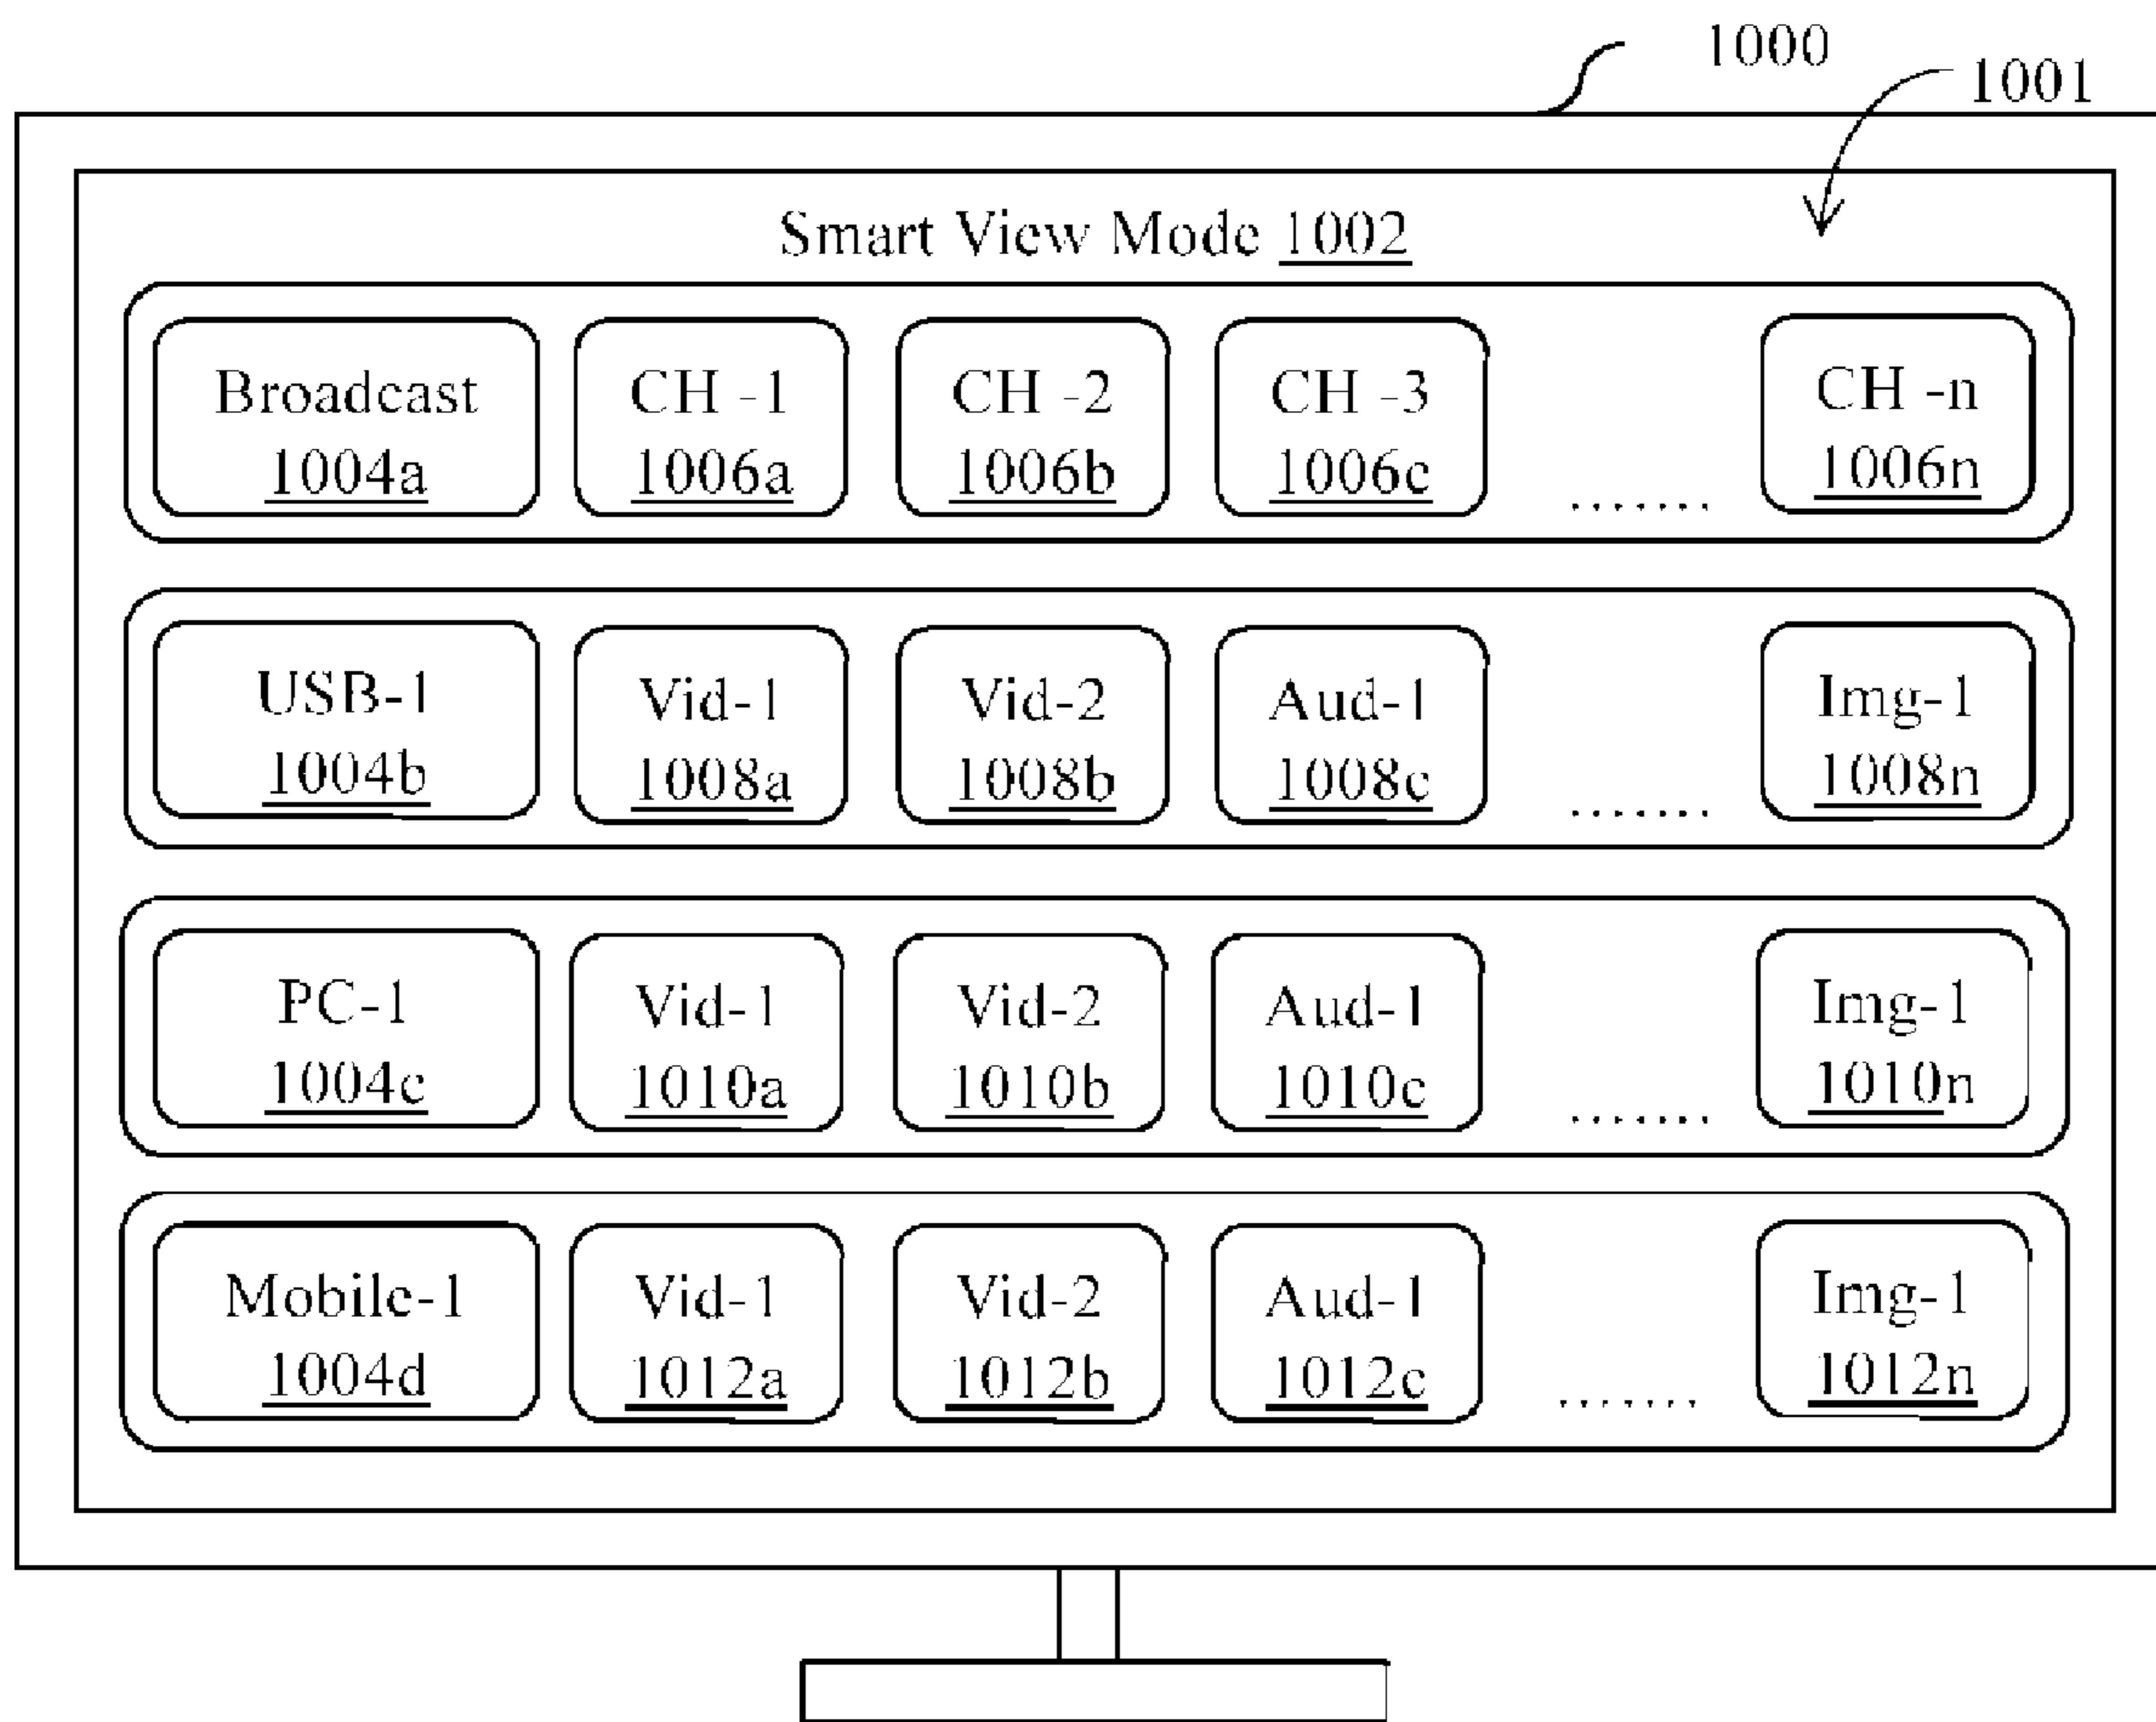 1000
1001
Smart View Mode 1002
Broadcast CH -1 CH -2 CH -3 CH -n
1004a 1006a 1006b 1006c ....... 1006n
USB-1 Vid-1 Vid-2 Aud-1 Img-1
1004b 1008a 1008b 1008c ....... 1008n
PC-1 Vid-1 Vid-2 Aud-1 Img-1
1004c 1010a 1010b 1010c ....... 1010n
Mobile-1 Vid-1 Vid-2 Aud-1 Img-1
1004d 1012a 1012b 1012c ....... 1012n